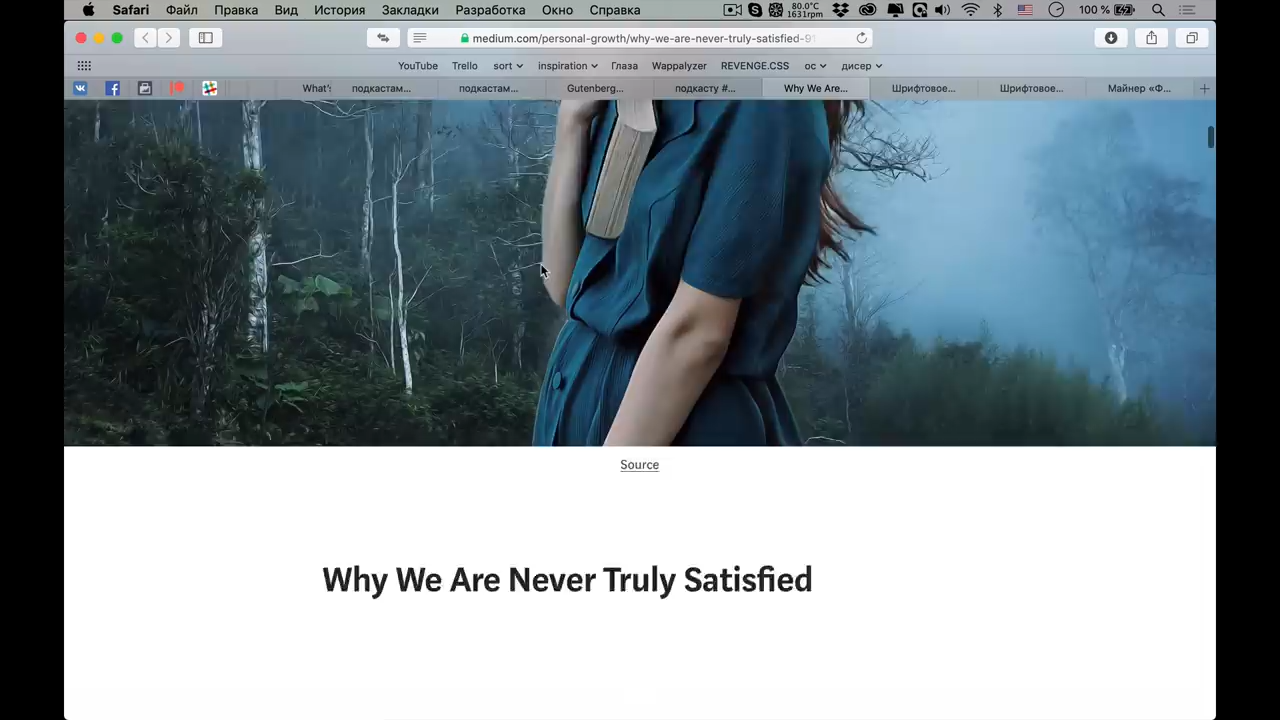 Safari Файл Правка Вид История Закладки Разработка Окно Справка 80.0°C 1631rpm 100 %
medium.com/personal-growth/why-we-are-never-truly-satisfied-9
YouTube Trello sort inspiration Глаза Wappalyzer REVENGE.CSS ос дисер
What' подкастам... подкастам... Gutenberg... подкасту #... Why We Are... Шрифтовое... Шрифтовое... Майнер «Ф...
Source
Why We Are Never Truly Satisfied